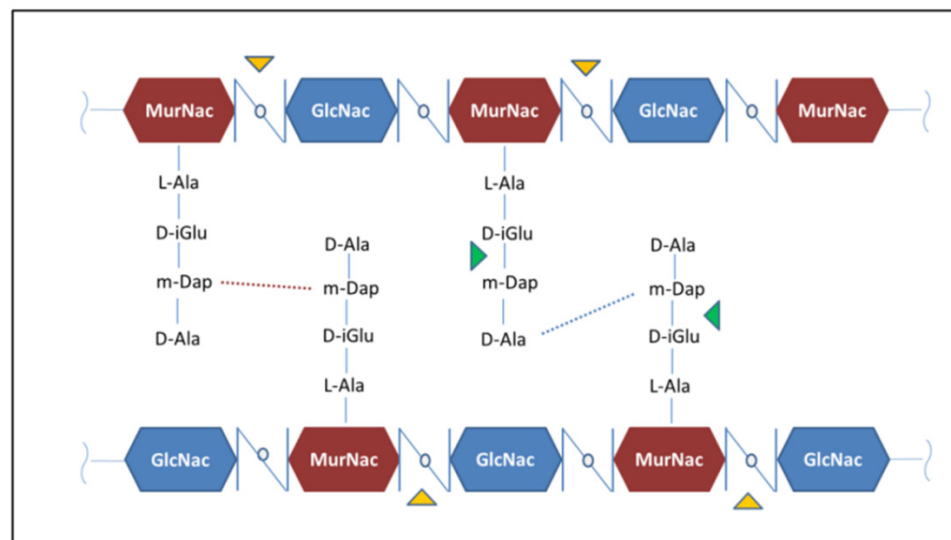 MurNac GlcNac MurNac GlcNac MurNac
L-Ala L-Ala
D-iGlu D-Ala D-iGlu D-Ala
m-Dap m-Dap m-Dap m-Dap
D-Ala D-iGlu D-Ala D-iGlu
L-Ala L-Ala
GlcNac MurNac GlcNac MurNac GlcNac